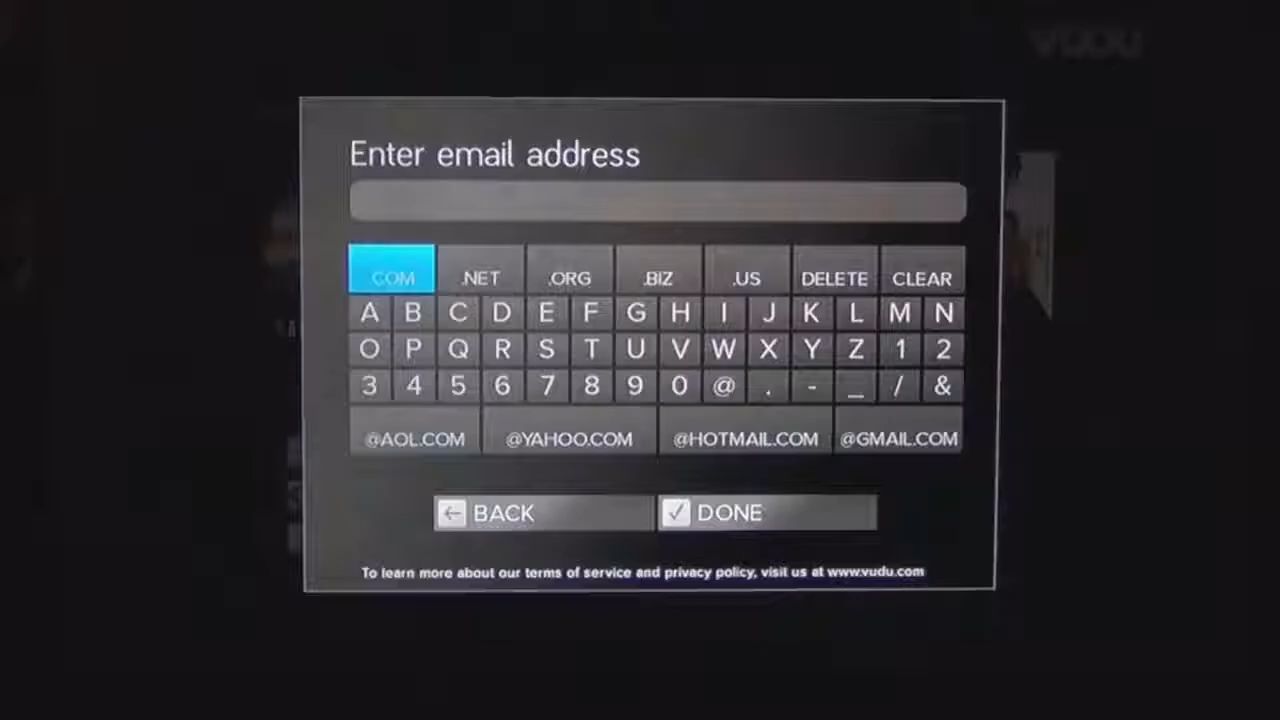 VUDU
Enter email address
.COM .NET .ORG .BIZ .US DELETE CLEAR
A B C D E F G H I J K L M N
O P Q R S T U V W X Y Z 1 2
3 4 5 6 7 8 9 0 @ . - _ / &
@AOL.COM @YAHOO.COM @HOTMAIL.COM @GMAIL.COM
← BACK ✓ DONE
To learn more about our terms of service and privacy policy, visit us at www.vudu.com